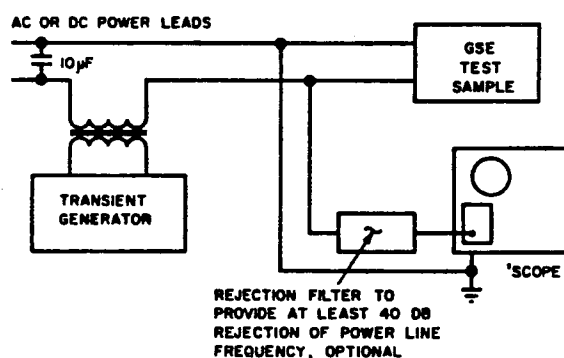 AC OR DC POWER LEADS
10µF
GSE
TEST
SAMPLE
TRANSIENT
GENERATOR
'SCOPE
REJECTION FILTER TO
PROVIDE AT LEAST 40 DB
REJECTION OF POWER LINE
FREQUENCY, OPTIONAL